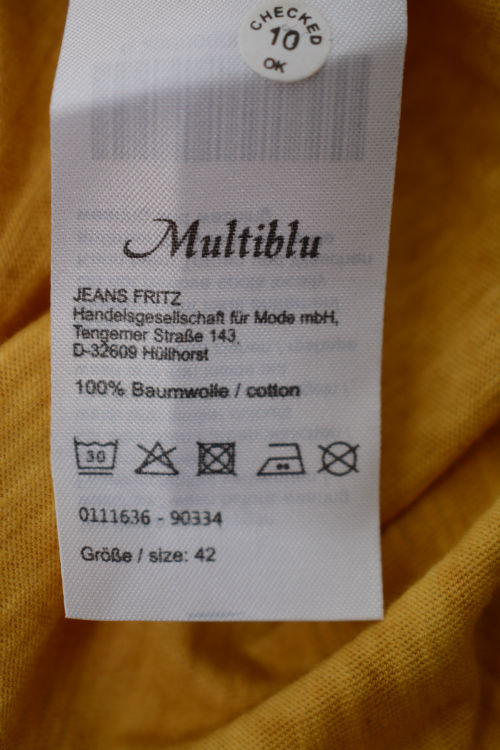 CHECKED
10
OK
Multiblu
JEANS FRITZ
Handelsgesellschaft für Mode mbH,
Tengerner Straße 143,
D-32609 Hüllhorst
100% Baumwolle / cotton
30
0111636 - 90334
Größe / size: 42